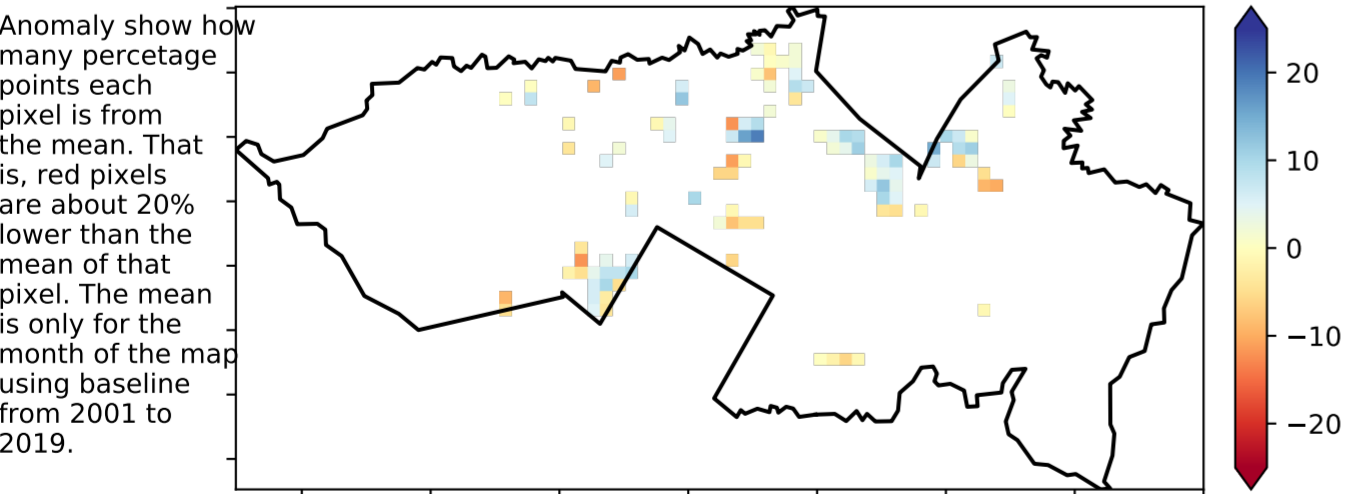 Anomaly show how
many percetage
points each
pixel is from
the mean. That
is, red pixels
are about 20%
lower than the
mean of that
pixel. The mean
is only for the
month of the map
using baseline
from 2001 to
2019.
20
10
0
−10
−20